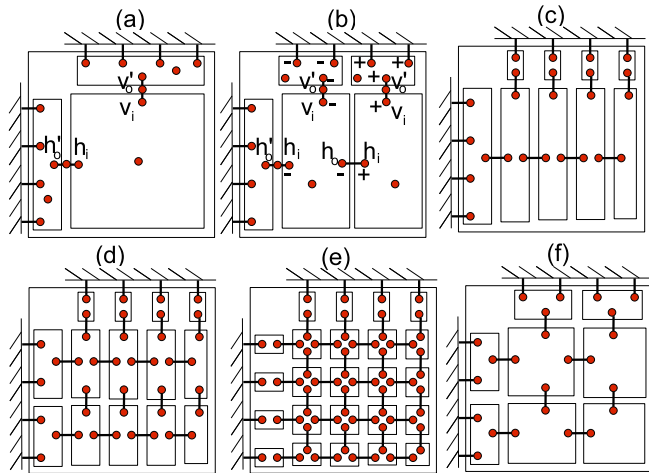 (a) (b) (c)
- - + +
v'o - v'o + v'o
vi vi - + vi
h'o hi h'o hi ho hi
- - +
(d) (e) (f)